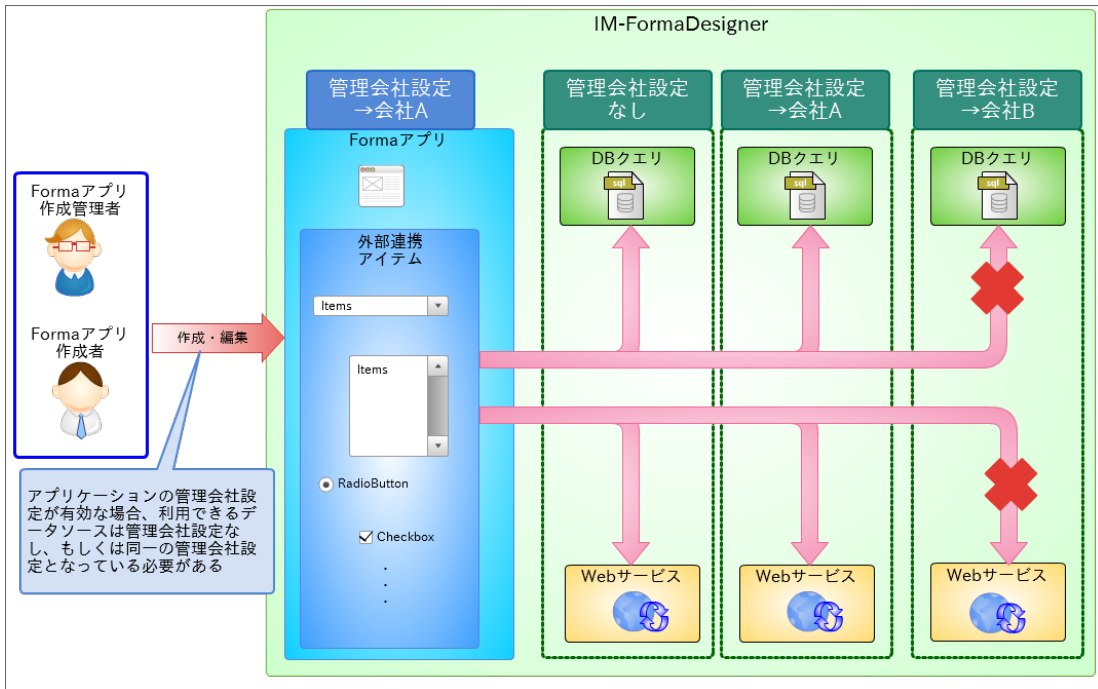 IM-FormaDesigner
管理会社設定
→会社A
管理会社設定
なし
管理会社設定
→会社A
管理会社設定
→会社B
Formaアプリ
作成管理者
Formaアプリ
作成者
作成・編集
アプリケーションの管理会社設
定が有効な場合、利用できるデ
ータソースは管理会社設定な
し、もしくは同一の管理会社設
定となっている必要がある
Formaアプリ
外部連携
アイテム
Items
Items
RadioButton
Checkbox
.
.
.
DBクエリ
sql
DBクエリ
sql
DBクエリ
sql
Webサービス
Webサービス
Webサービス